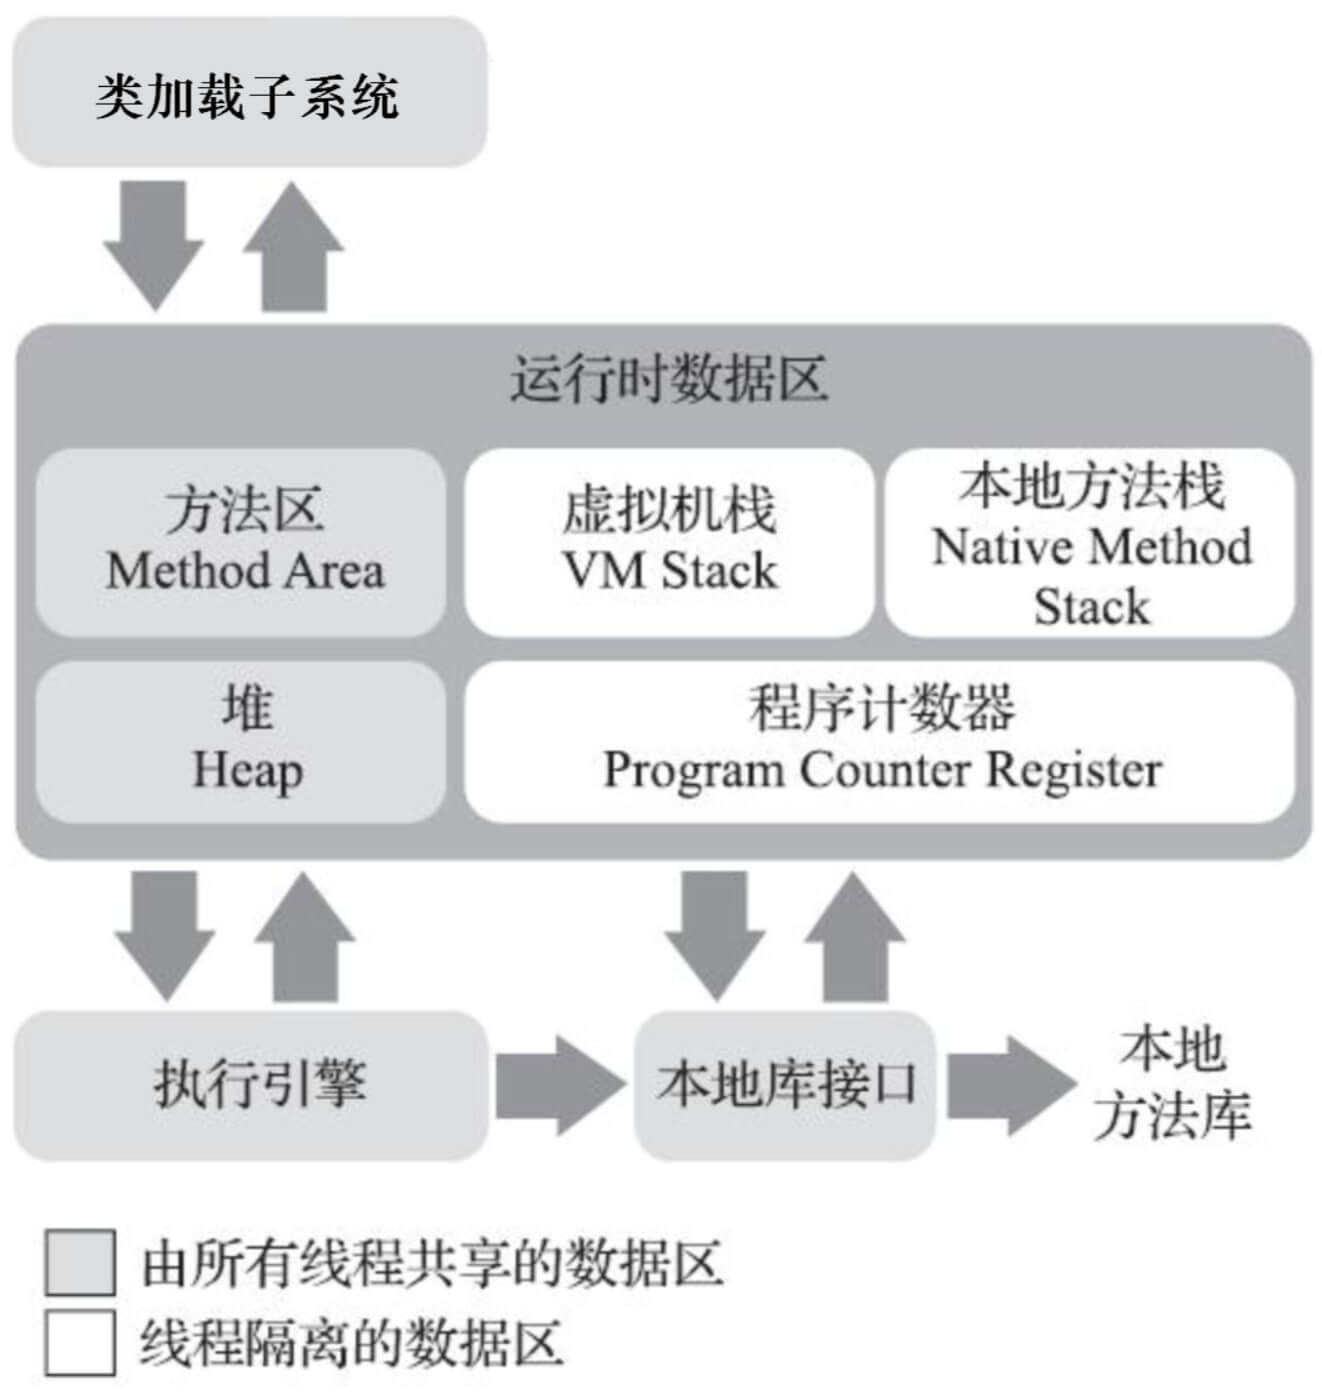 类加载子系统
运行时数据区
方法区
Method Area
虚拟机栈
VM Stack
本地方法栈
Native Method
Stack
堆
Heap
程序计数器
Program Counter Register
执行引擎
本地库接口
本地
方法库
由所有线程共享的数据区
线程隔离的数据区